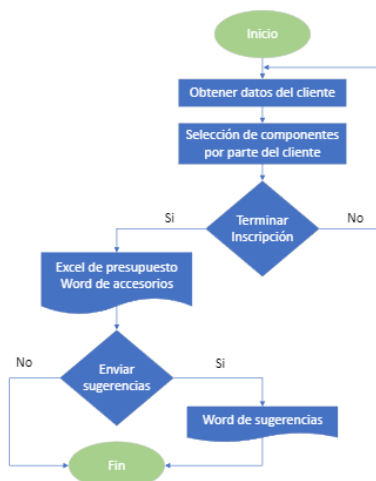 Inicio
Obtener datos del cliente
Selección de componentes
por parte del cliente
Si
Terminar
Inscripción
No
Excel de presupuesto
Word de accesorios
No
Enviar
sugerencias
Si
Word de sugerencias
Fin